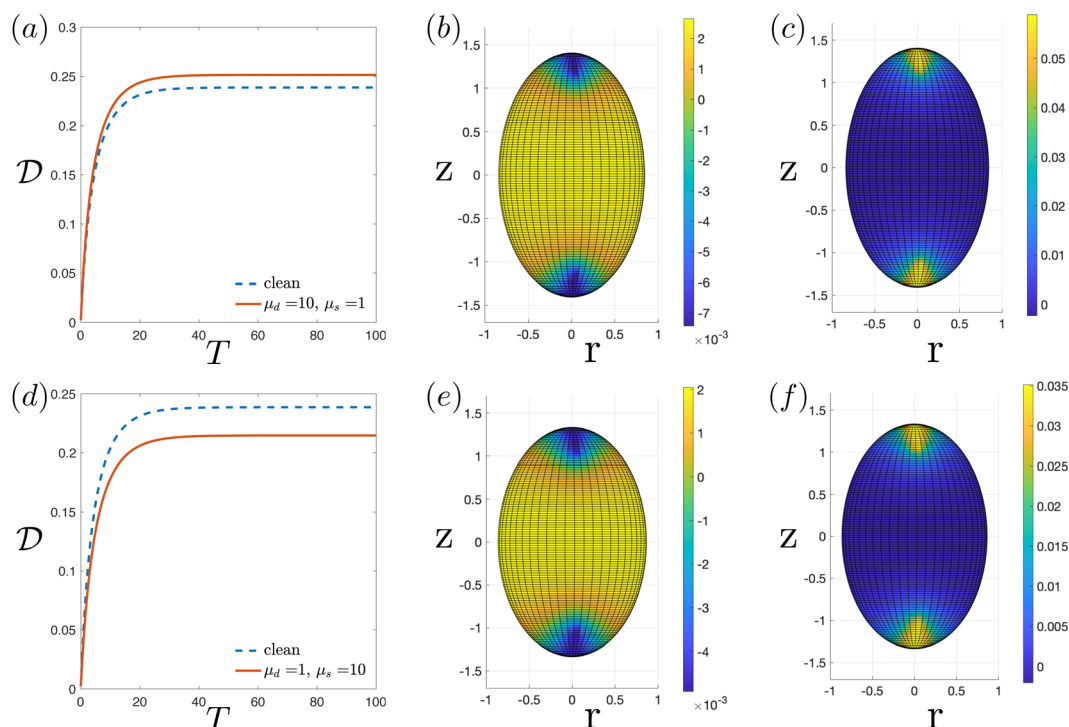 (a)
0.3
0.25
0.2
0.15
0.1
0.05
0
0 20 40 60 80 100
𝒟
T
clean
μ_d =10, μ_s =1
(b)
1.5
1
0.5
0
-0.5
-1
-1.5
-1 -0.5 0 0.5 1
z
r
2
1
0
-1
-2
-3
-4
-5
-6
-7
×10⁻³
(c)
1.5
1
0.5
0
-0.5
-1
-1.5
-1 -0.5 0 0.5 1
z
r
0.05
0.04
0.03
0.02
0.01
0
(d)
0.25
0.2
0.15
0.1
0.05
0
0 20 40 60 80 100
𝒟
T
clean
μ_d =1, μ_s =10
(e)
1.5
1
0.5
0
-0.5
-1
-1.5
-1 -0.5 0 0.5 1
z
r
2
1
0
-1
-2
-3
-4
×10⁻³
(f)
1.5
1
0.5
0
-0.5
-1
-1.5
-1 -0.5 0 0.5 1
z
r
0.035
0.03
0.025
0.02
0.015
0.01
0.005
0